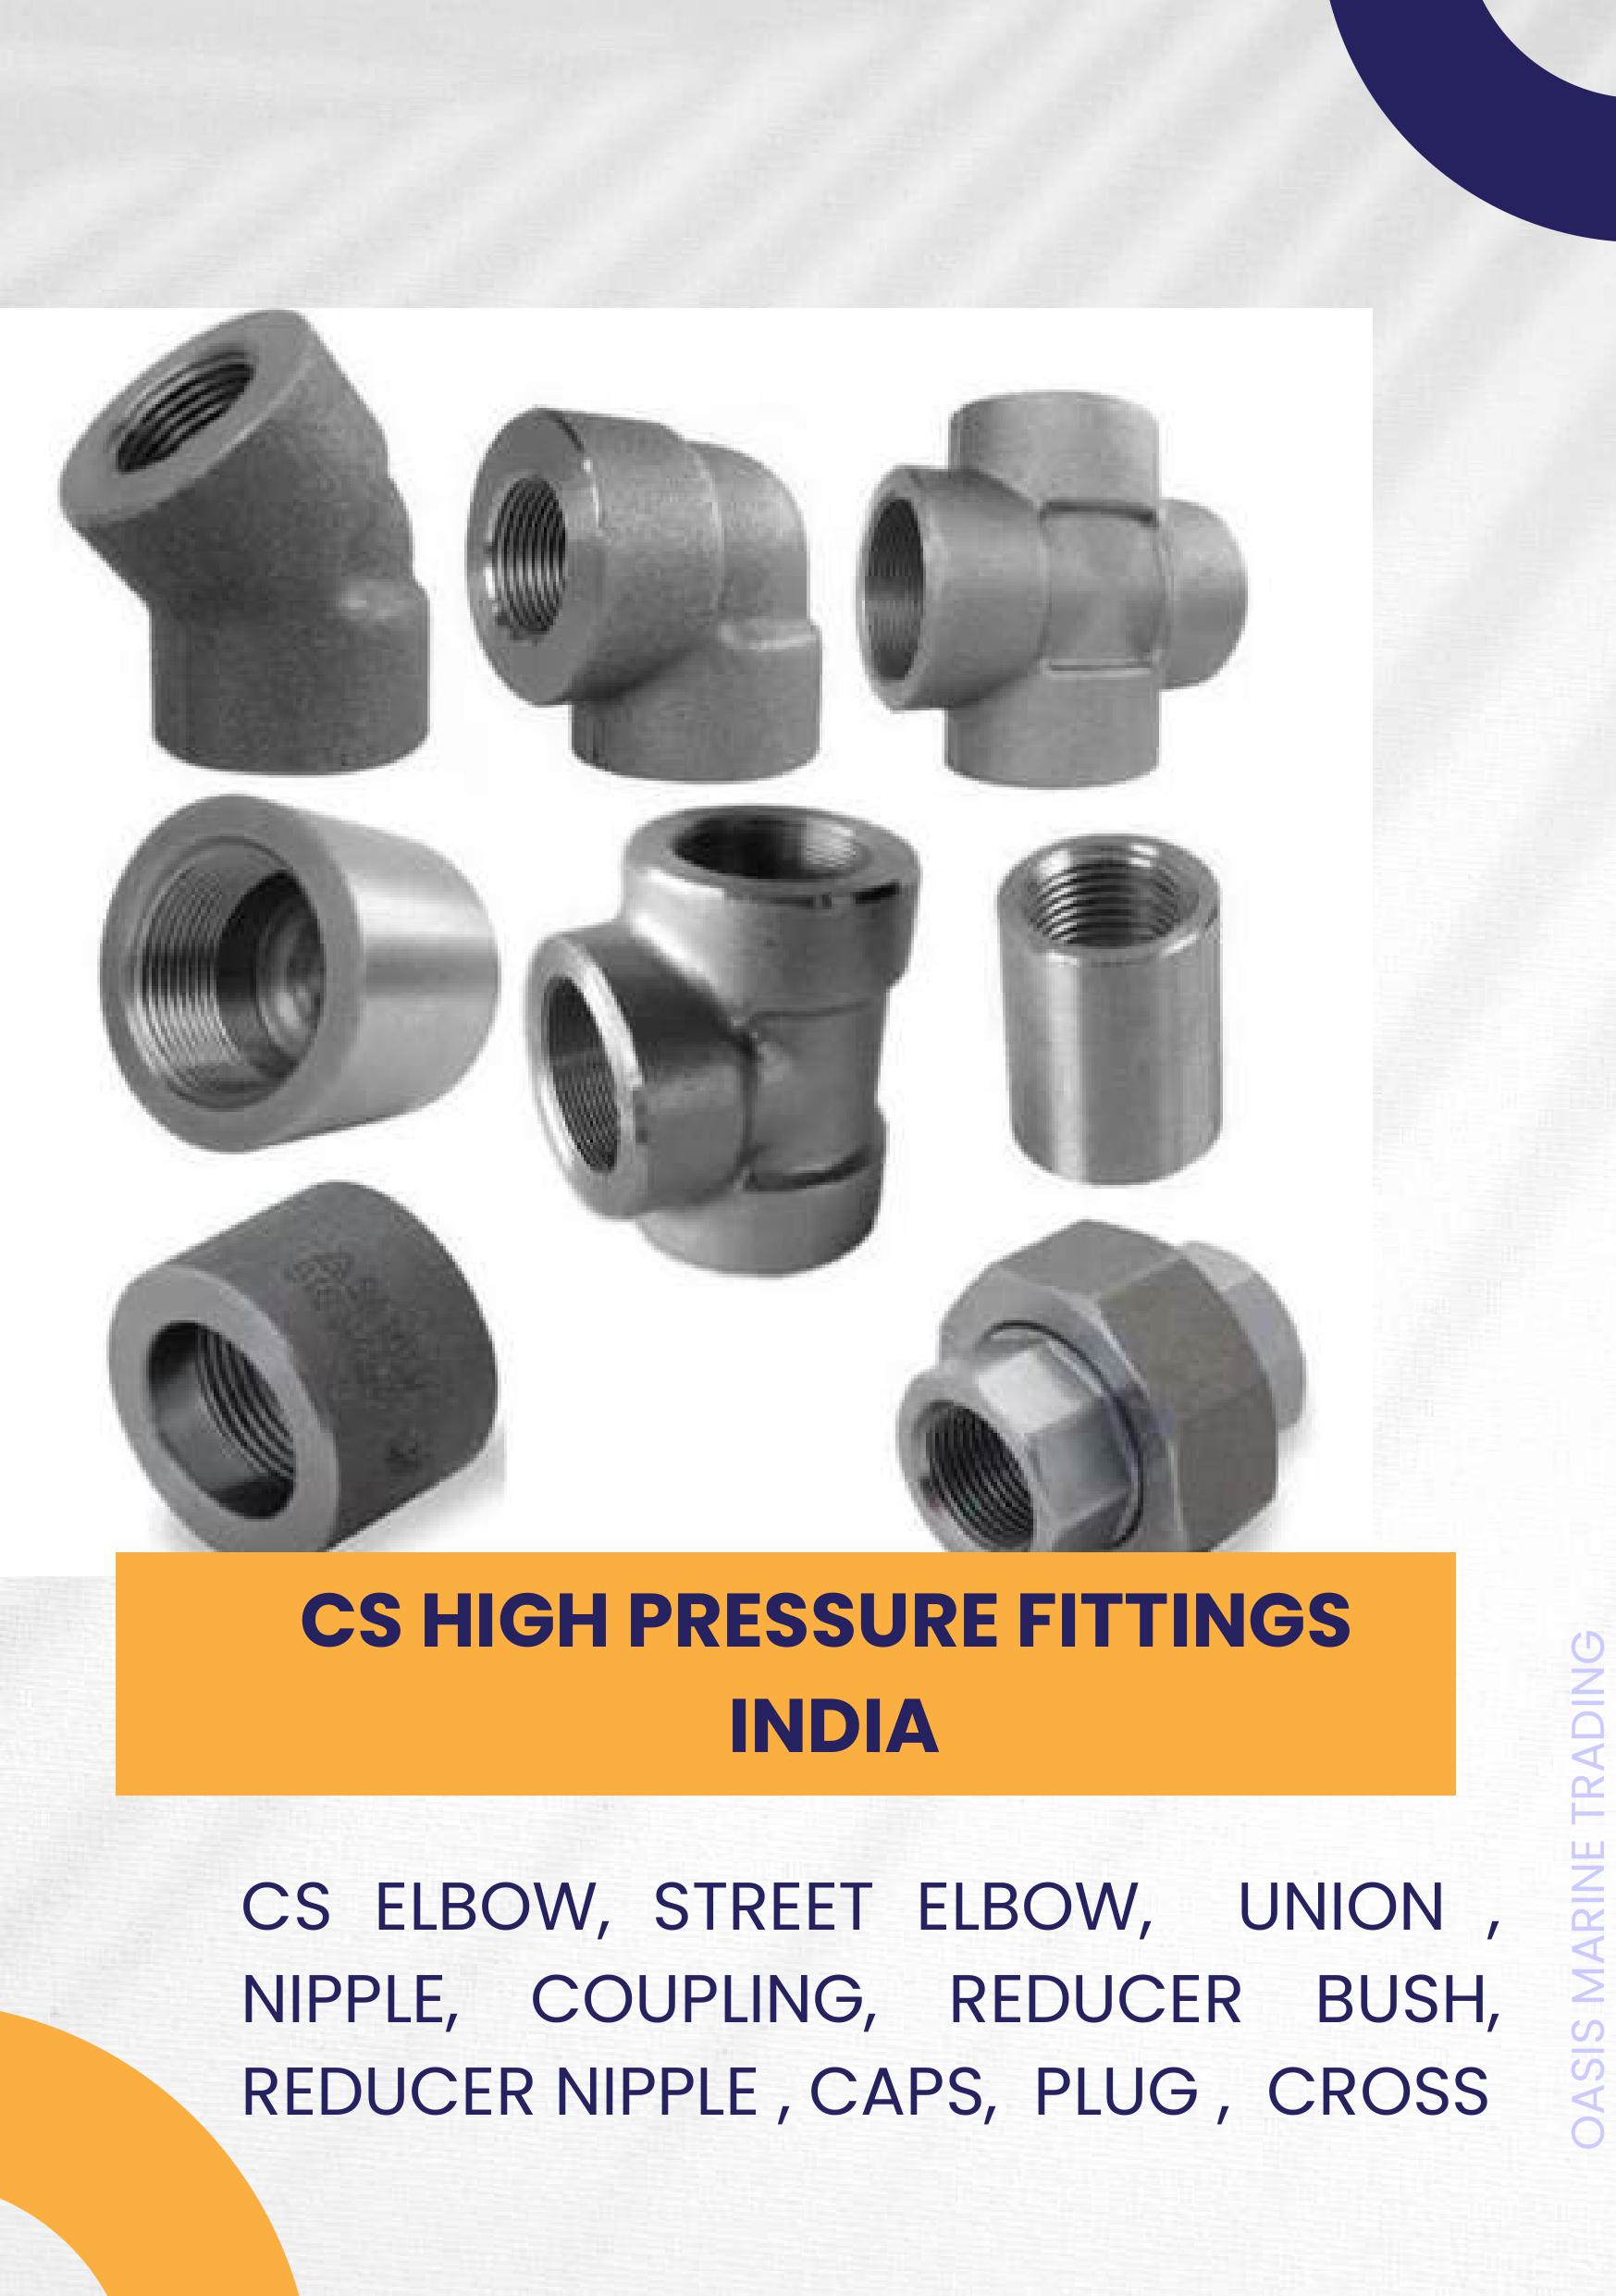 CS HIGH PRESSURE FITTINGS
INDIA
CS ELBOW, STREET ELBOW, UNION ,
NIPPLE, COUPLING, REDUCER BUSH,
REDUCER NIPPLE , CAPS, PLUG , CROSS
OASIS MARINE TRADING